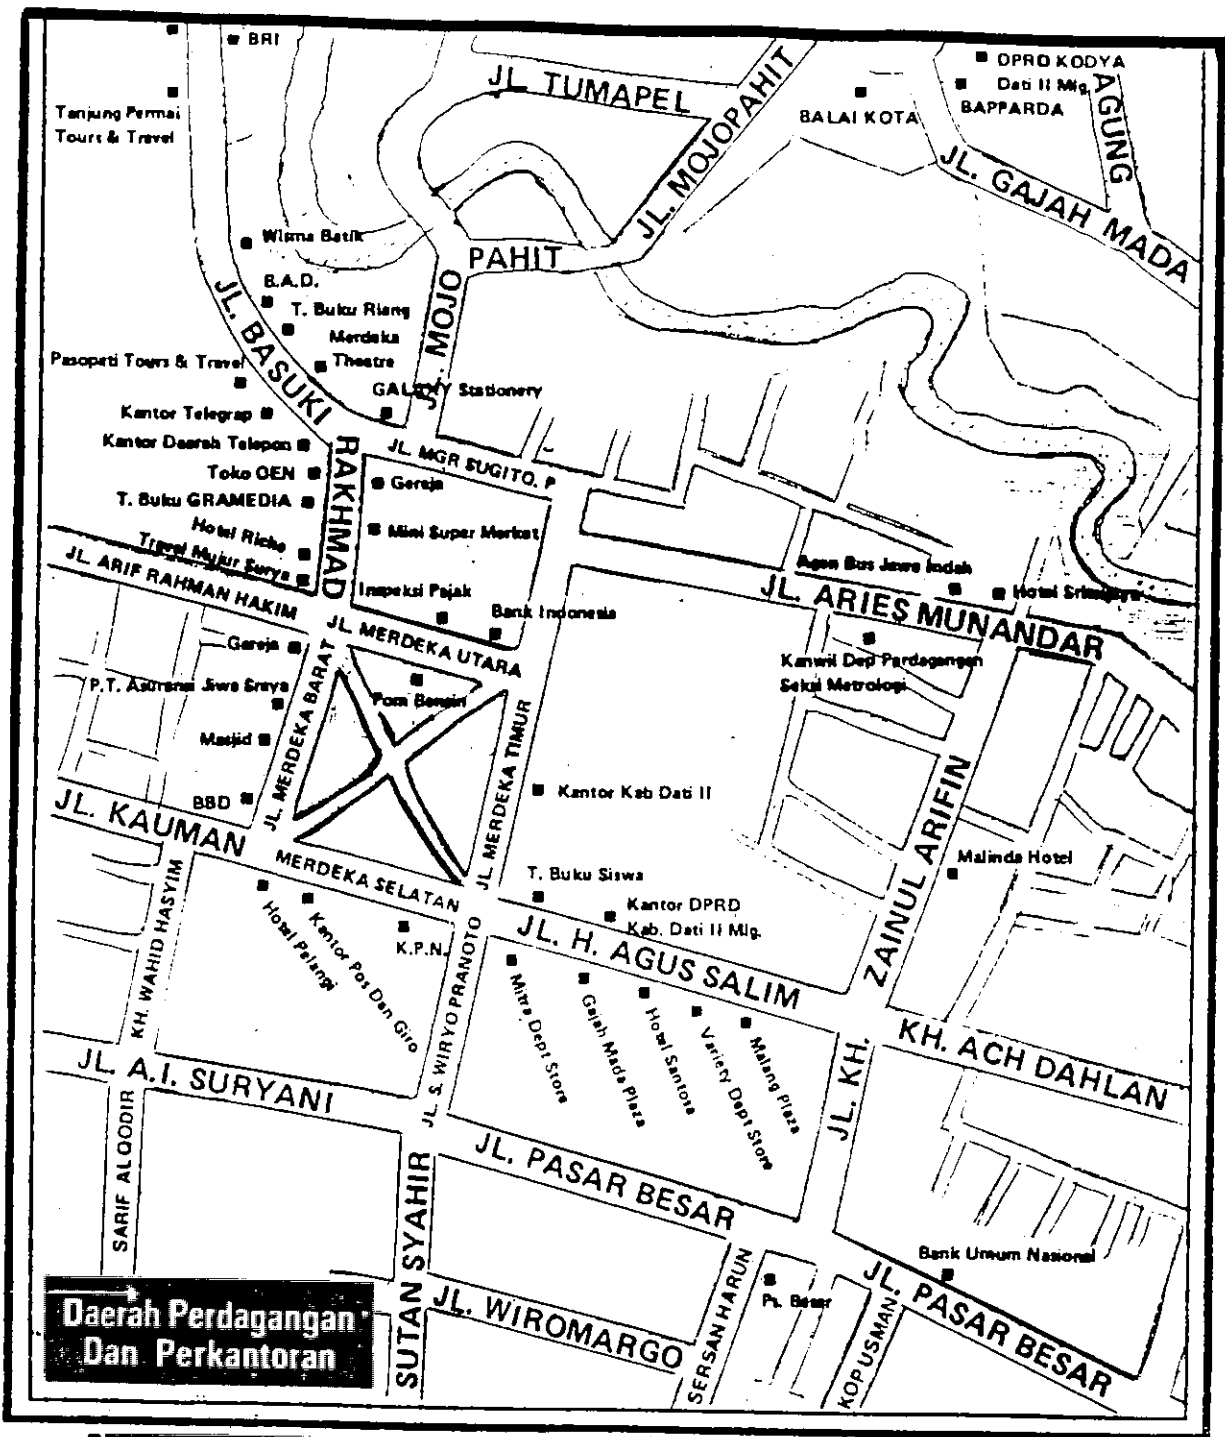 BRI
Tanjung Permai
Tours & Travel
JL. TUMAPEL
JL. MOJOPAHIT
BALAI KOTA
DPRD KODYA
Dati II Mlg.
BAPPARDA
AGUNG
JL. GAJAH MADA
Wisma Batik
PAHIT
B.A.D.
T. Buku Riang
Merdeka
Theatre
JL. MOJO
JL. BASUKI
RAKHMAD
Pasopati Tours & Travel
GALAXY Stationery
Kantor Telegrap
Kantor Daerah Telepon
Toko OEN
T. Buku GRAMEDIA
Hotel Riche
Travel Mujur Surya
JL. MGR SUGITO. P
Gereja
Mini Super Market
Inspeksi Pajak
Bank Indonesia
Agen Bus Jawa Indah
JL. ARIES MUNANDAR
JL. ARIF RAHMAN HAKIM
JL. MERDEKA UTARA
Gereja
P.T. Asuransi Jiwa Sraya
Masjid
BBD
JL. MERDEKA BARAT
Pom Bensin
JL. MERDEKA TIMUR
Kanwil Dep Perdagangan
Seksi Metrologi
Kantor Kab Dati II
JL. KAUMAN
MERDEKA SELATAN
T. Buku Siswa
Kantor DPRD
Kab. Dati II Mlg.
Malinda Hotel
ZAINUL ARIFIN
KH. WAHID HASYIM
Hotel Pelangi
Kantor Pos Dan Giro
K.P.N.
JL. S. WIRYO PRANOTO
JL. H. AGUS SALIM
Mitra Dept Store
Gajah Mada Plaza
Hotel Santosa
Variety Dept Store
Malang Plaza
JL. KH.
KH. ACH DAHLAN
JL. A.I. SURYANI
SARIF AL QODIR
SUTAN SYAHIR
JL. PASAR BESAR
Bank Umum Nasional
JL. WIROMARGO
SERSAN HARUN
Ps. Besar
KOPUSMAN
JL. PASAR BESAR
Daerah Perdagangan
Dan Perkantoran